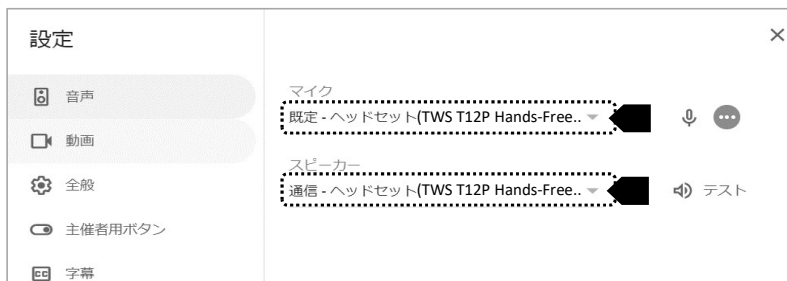 設定
音声
動画
全般
主催者用ボタン
字幕
マイク
既定 - ヘッドセット(TWS T12P Hands-Free..
スピーカー
通信 - ヘッドセット(TWS T12P Hands-Free..
テスト